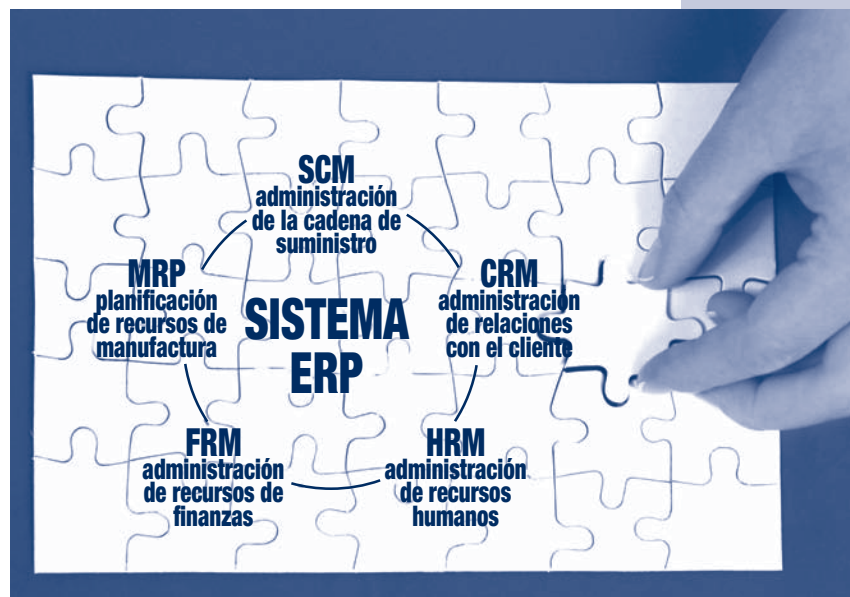 SCM
administración
de la cadena de
suministro
MRP
planificación
de recursos de
manufactura
SISTEMA
ERP
CRM
administración
de relaciones
con el cliente
FRM
administración
de recursos de
finanzas
HRM
administración
de recursos
humanos